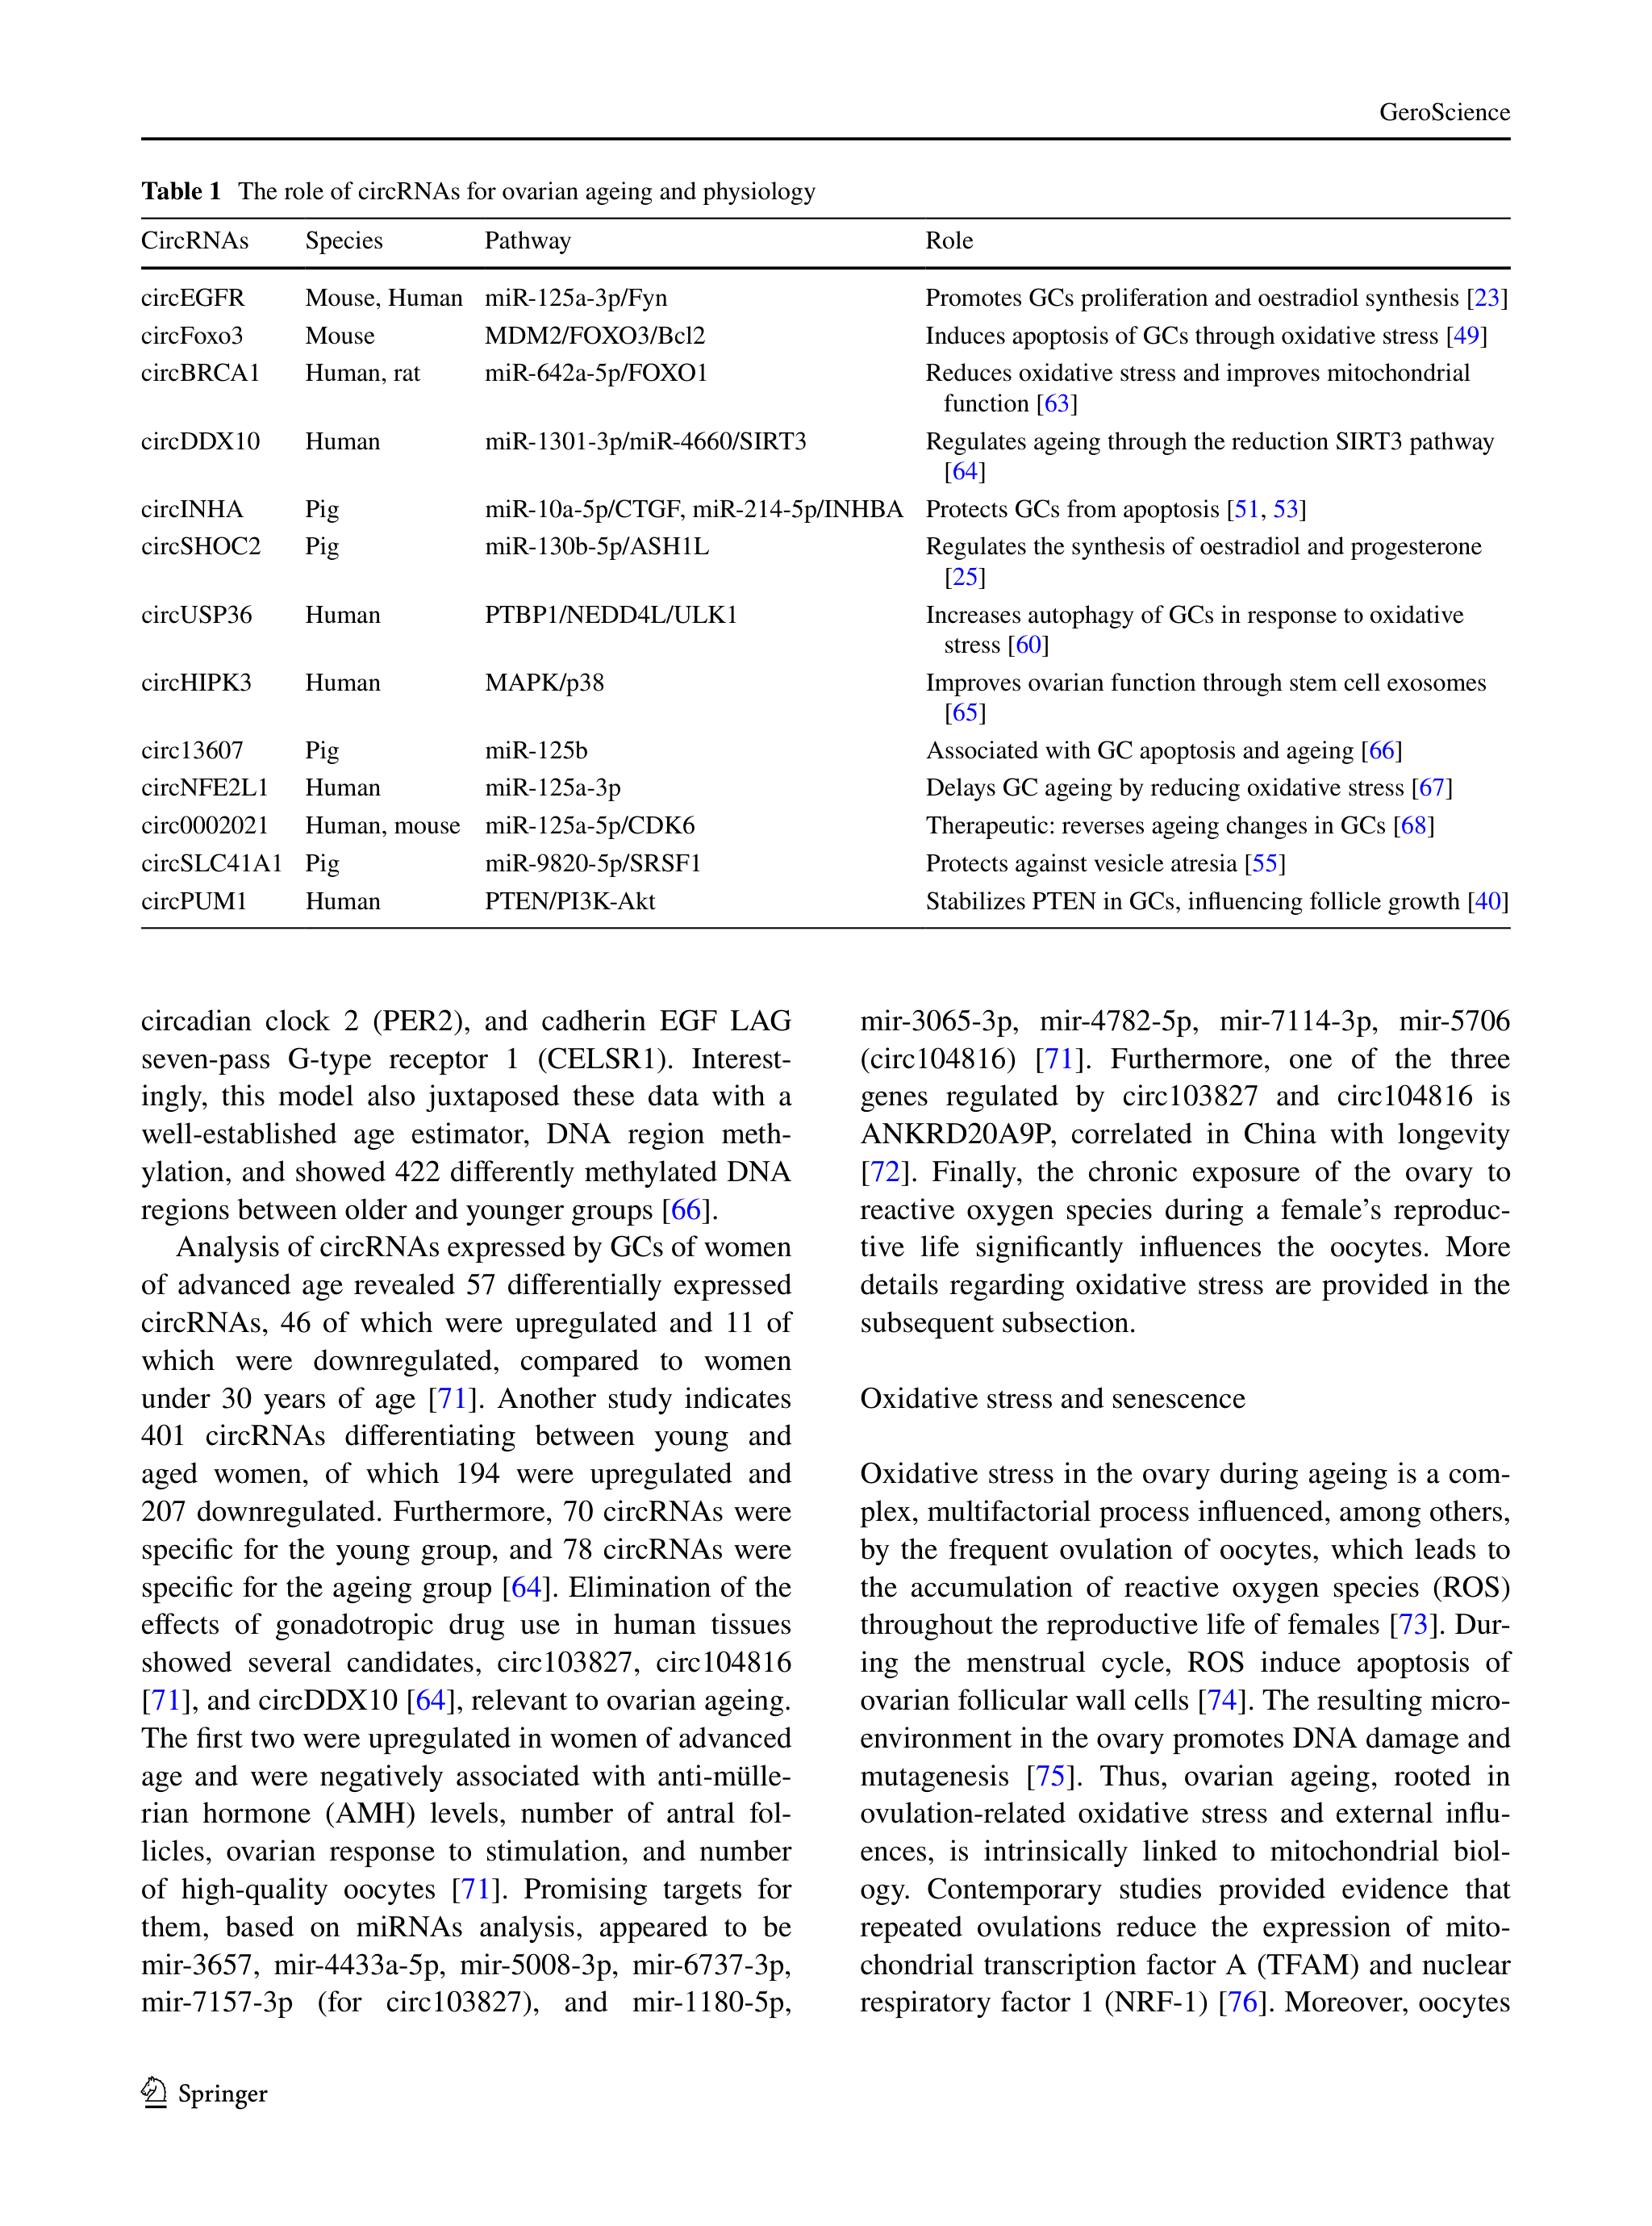 GeroScience
Table 1 The role of circRNAs for ovarian ageing and physiology
CircRNAs Species Pathway Role
circEGFR Mouse, Human miR-125a-3p/Fyn Promotes GCs proliferation and oestradiol synthesis [23]
circFoxo3 Mouse MDM2/FOXO3/Bcl2 Induces apoptosis of GCs through oxidative stress [49]
circBRCA1 Human, rat miR-642a-5p/FOXO1 Reduces oxidative stress and improves mitochondrial
function [63]
circDDX10 Human miR-1301-3p/miR-4660/SIRT3 Regulates ageing through the reduction SIRT3 pathway
[64]
circINHA Pig miR-10a-5p/CTGF, miR-214-5p/INHBA Protects GCs from apoptosis [51, 53]
circSHOC2 Pig miR-130b-5p/ASH1L Regulates the synthesis of oestradiol and progesterone
[25]
circUSP36 Human PTBP1/NEDD4L/ULK1 Increases autophagy of GCs in response to oxidative
stress [60]
circHIPK3 Human MAPK/p38 Improves ovarian function through stem cell exosomes
[65]
circ13607 Pig miR-125b Associated with GC apoptosis and ageing [66]
circNFE2L1 Human miR-125a-3p Delays GC ageing by reducing oxidative stress [67]
circ0002021 Human, mouse miR-125a-5p/CDK6 Therapeutic: reverses ageing changes in GCs [68]
circSLC41A1 Pig miR-9820-5p/SRSF1 Protects against vesicle atresia [55]
circPUM1 Human PTEN/PI3K-Akt Stabilizes PTEN in GCs, influencing follicle growth [40]
circadian clock 2 (PER2), and cadherin EGF LAG
seven-pass G-type receptor 1 (CELSR1). Interest-
ingly, this model also juxtaposed these data with a
well-established age estimator, DNA region meth-
ylation, and showed 422 differently methylated DNA
regions between older and younger groups [66].
Analysis of circRNAs expressed by GCs of women
of advanced age revealed 57 differentially expressed
circRNAs, 46 of which were upregulated and 11 of
which were downregulated, compared to women
under 30 years of age [71]. Another study indicates
401 circRNAs differentiating between young and
aged women, of which 194 were upregulated and
207 downregulated. Furthermore, 70 circRNAs were
specific for the young group, and 78 circRNAs were
specific for the ageing group [64]. Elimination of the
effects of gonadotropic drug use in human tissues
showed several candidates, circ103827, circ104816
[71], and circDDX10 [64], relevant to ovarian ageing.
The first two were upregulated in women of advanced
age and were negatively associated with anti-mülle-
rian hormone (AMH) levels, number of antral fol-
licles, ovarian response to stimulation, and number
of high-quality oocytes [71]. Promising targets for
them, based on miRNAs analysis, appeared to be
mir-3657, mir-4433a-5p, mir-5008-3p, mir-6737-3p,
mir-7157-3p (for circ103827), and mir-1180-5p,
mir-3065-3p, mir-4782-5p, mir-7114-3p, mir-5706
(circ104816) [71]. Furthermore, one of the three
genes regulated by circ103827 and circ104816 is
ANKRD20A9P, correlated in China with longevity
[72]. Finally, the chronic exposure of the ovary to
reactive oxygen species during a female's reproduc-
tive life significantly influences the oocytes. More
details regarding oxidative stress are provided in the
subsequent subsection.
Oxidative stress and senescence
Oxidative stress in the ovary during ageing is a com-
plex, multifactorial process influenced, among others,
by the frequent ovulation of oocytes, which leads to
the accumulation of reactive oxygen species (ROS)
throughout the reproductive life of females [73]. Dur-
ing the menstrual cycle, ROS induce apoptosis of
ovarian follicular wall cells [74]. The resulting micro-
environment in the ovary promotes DNA damage and
mutagenesis [75]. Thus, ovarian ageing, rooted in
ovulation-related oxidative stress and external influ-
ences, is intrinsically linked to mitochondrial biol-
ogy. Contemporary studies provided evidence that
repeated ovulations reduce the expression of mito-
chondrial transcription factor A (TFAM) and nuclear
respiratory factor 1 (NRF-1) [76]. Moreover, oocytes
Springer